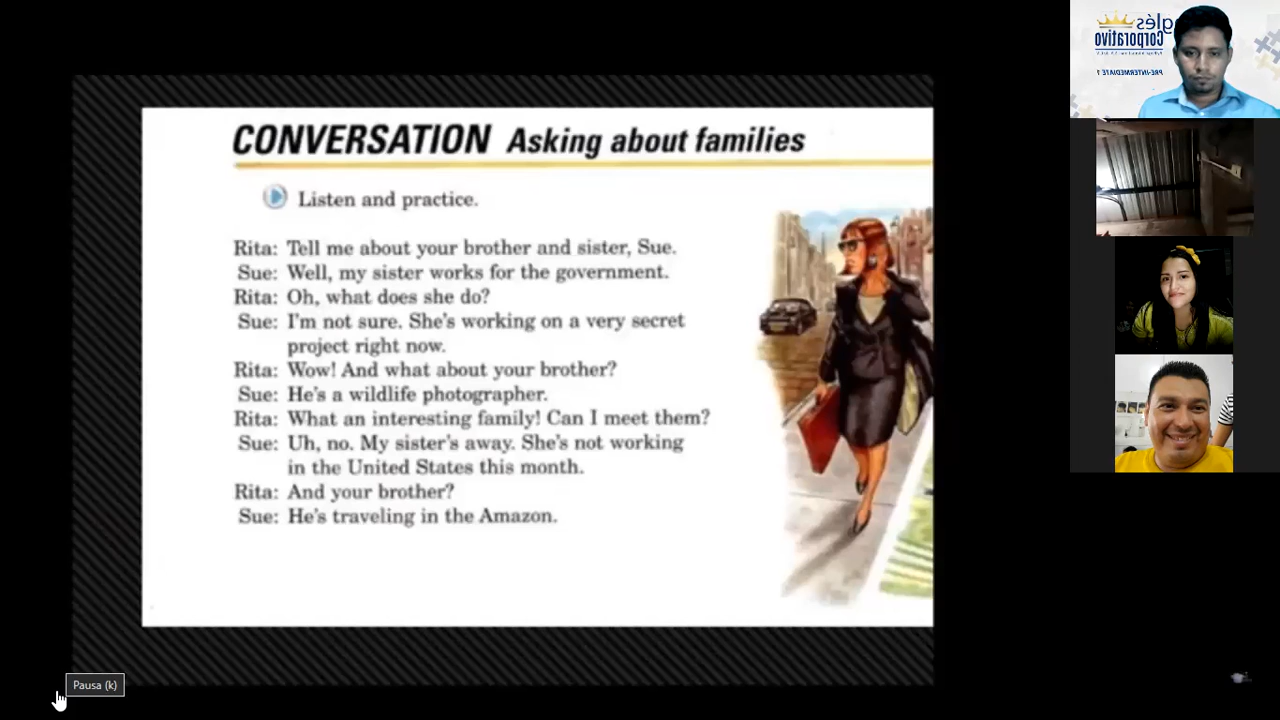 CONVERSATION Asking about families
Listen and practice.
Rita: Tell me about your brother and sister, Sue.
Sue: Well, my sister works for the government.
Rita: Oh, what does she do?
Sue: I'm not sure. She's working on a very secret
project right now.
Rita: Wow! And what about your brother?
Sue: He's a wildlife photographer.
Rita: What an interesting family! Can I meet them?
Sue: Uh, no. My sister's away. She's not working
in the United States this month.
Rita: And your brother?
Sue: He's traveling in the Amazon.
Pausa (k)
glés
Corporativo
PRE-INTERMEDIATE 1